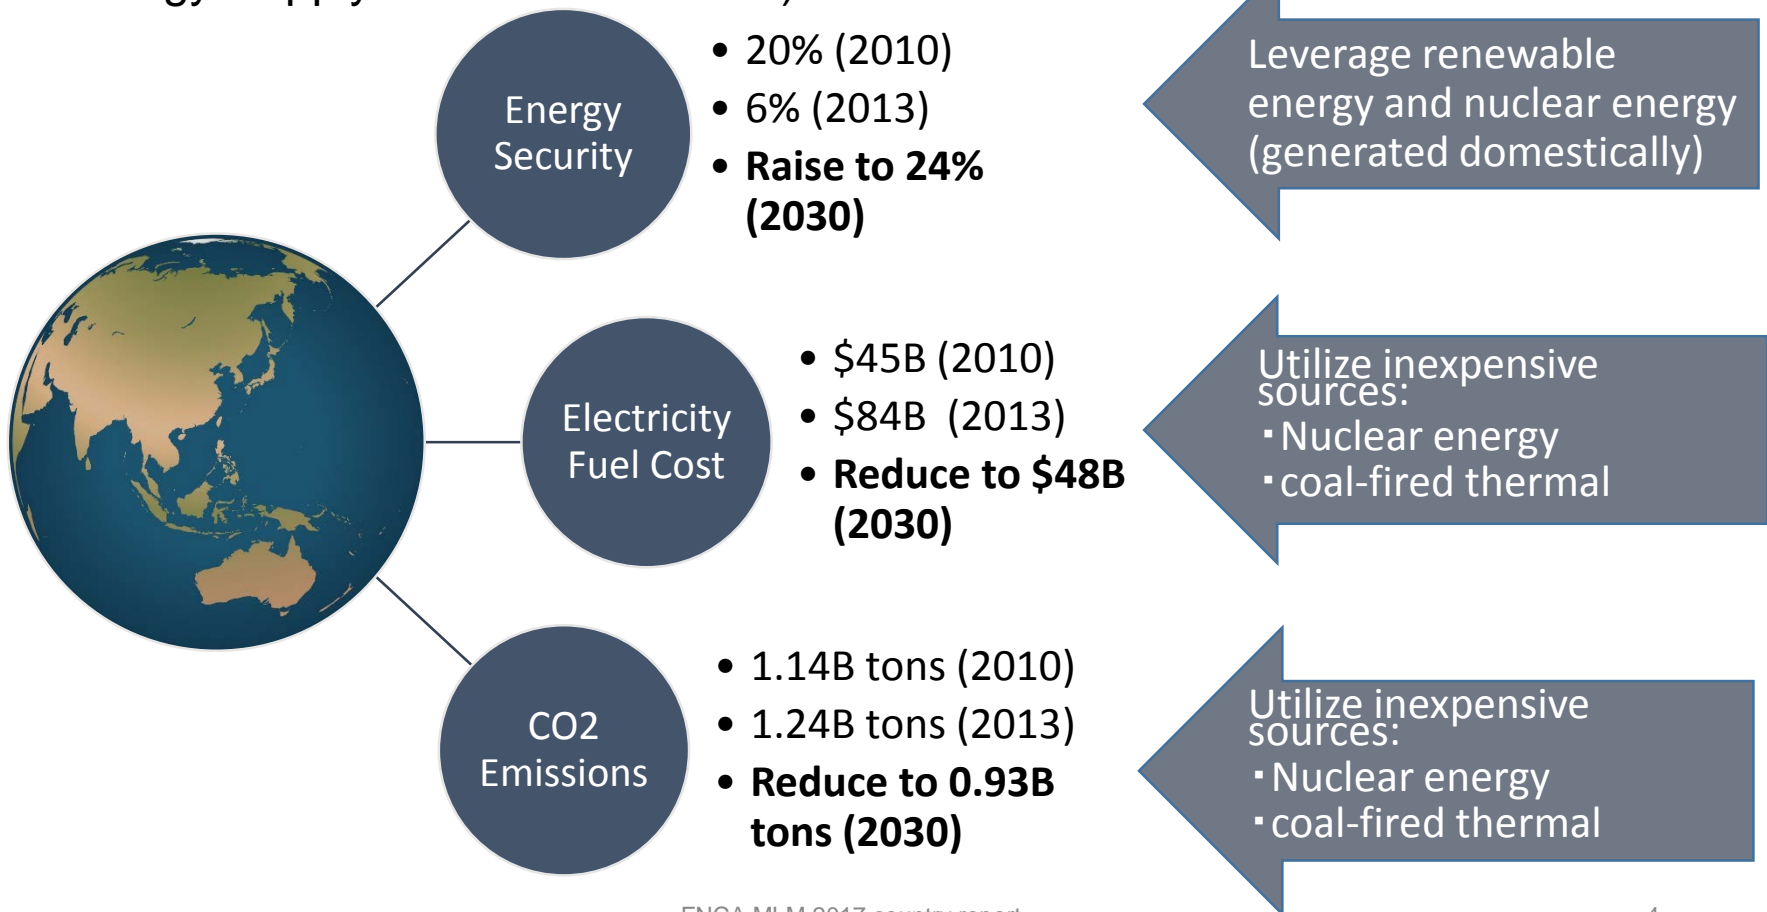 Energy
Security
• 20% (2010)
• 6% (2013)
• Raise to 24%
(2030)
Leverage renewable
energy and nuclear energy
(generated domestically)
Electricity
Fuel Cost
• $45B (2010)
• $84B (2013)
• Reduce to $48B
(2030)
Utilize inexpensive
sources:
▪Nuclear energy
▪coal-fired thermal
CO2
Emissions
• 1.14B tons (2010)
• 1.24B tons (2013)
• Reduce to 0.93B
tons (2030)
Utilize inexpensive
sources:
▪Nuclear energy
▪coal-fired thermal
2017 country report